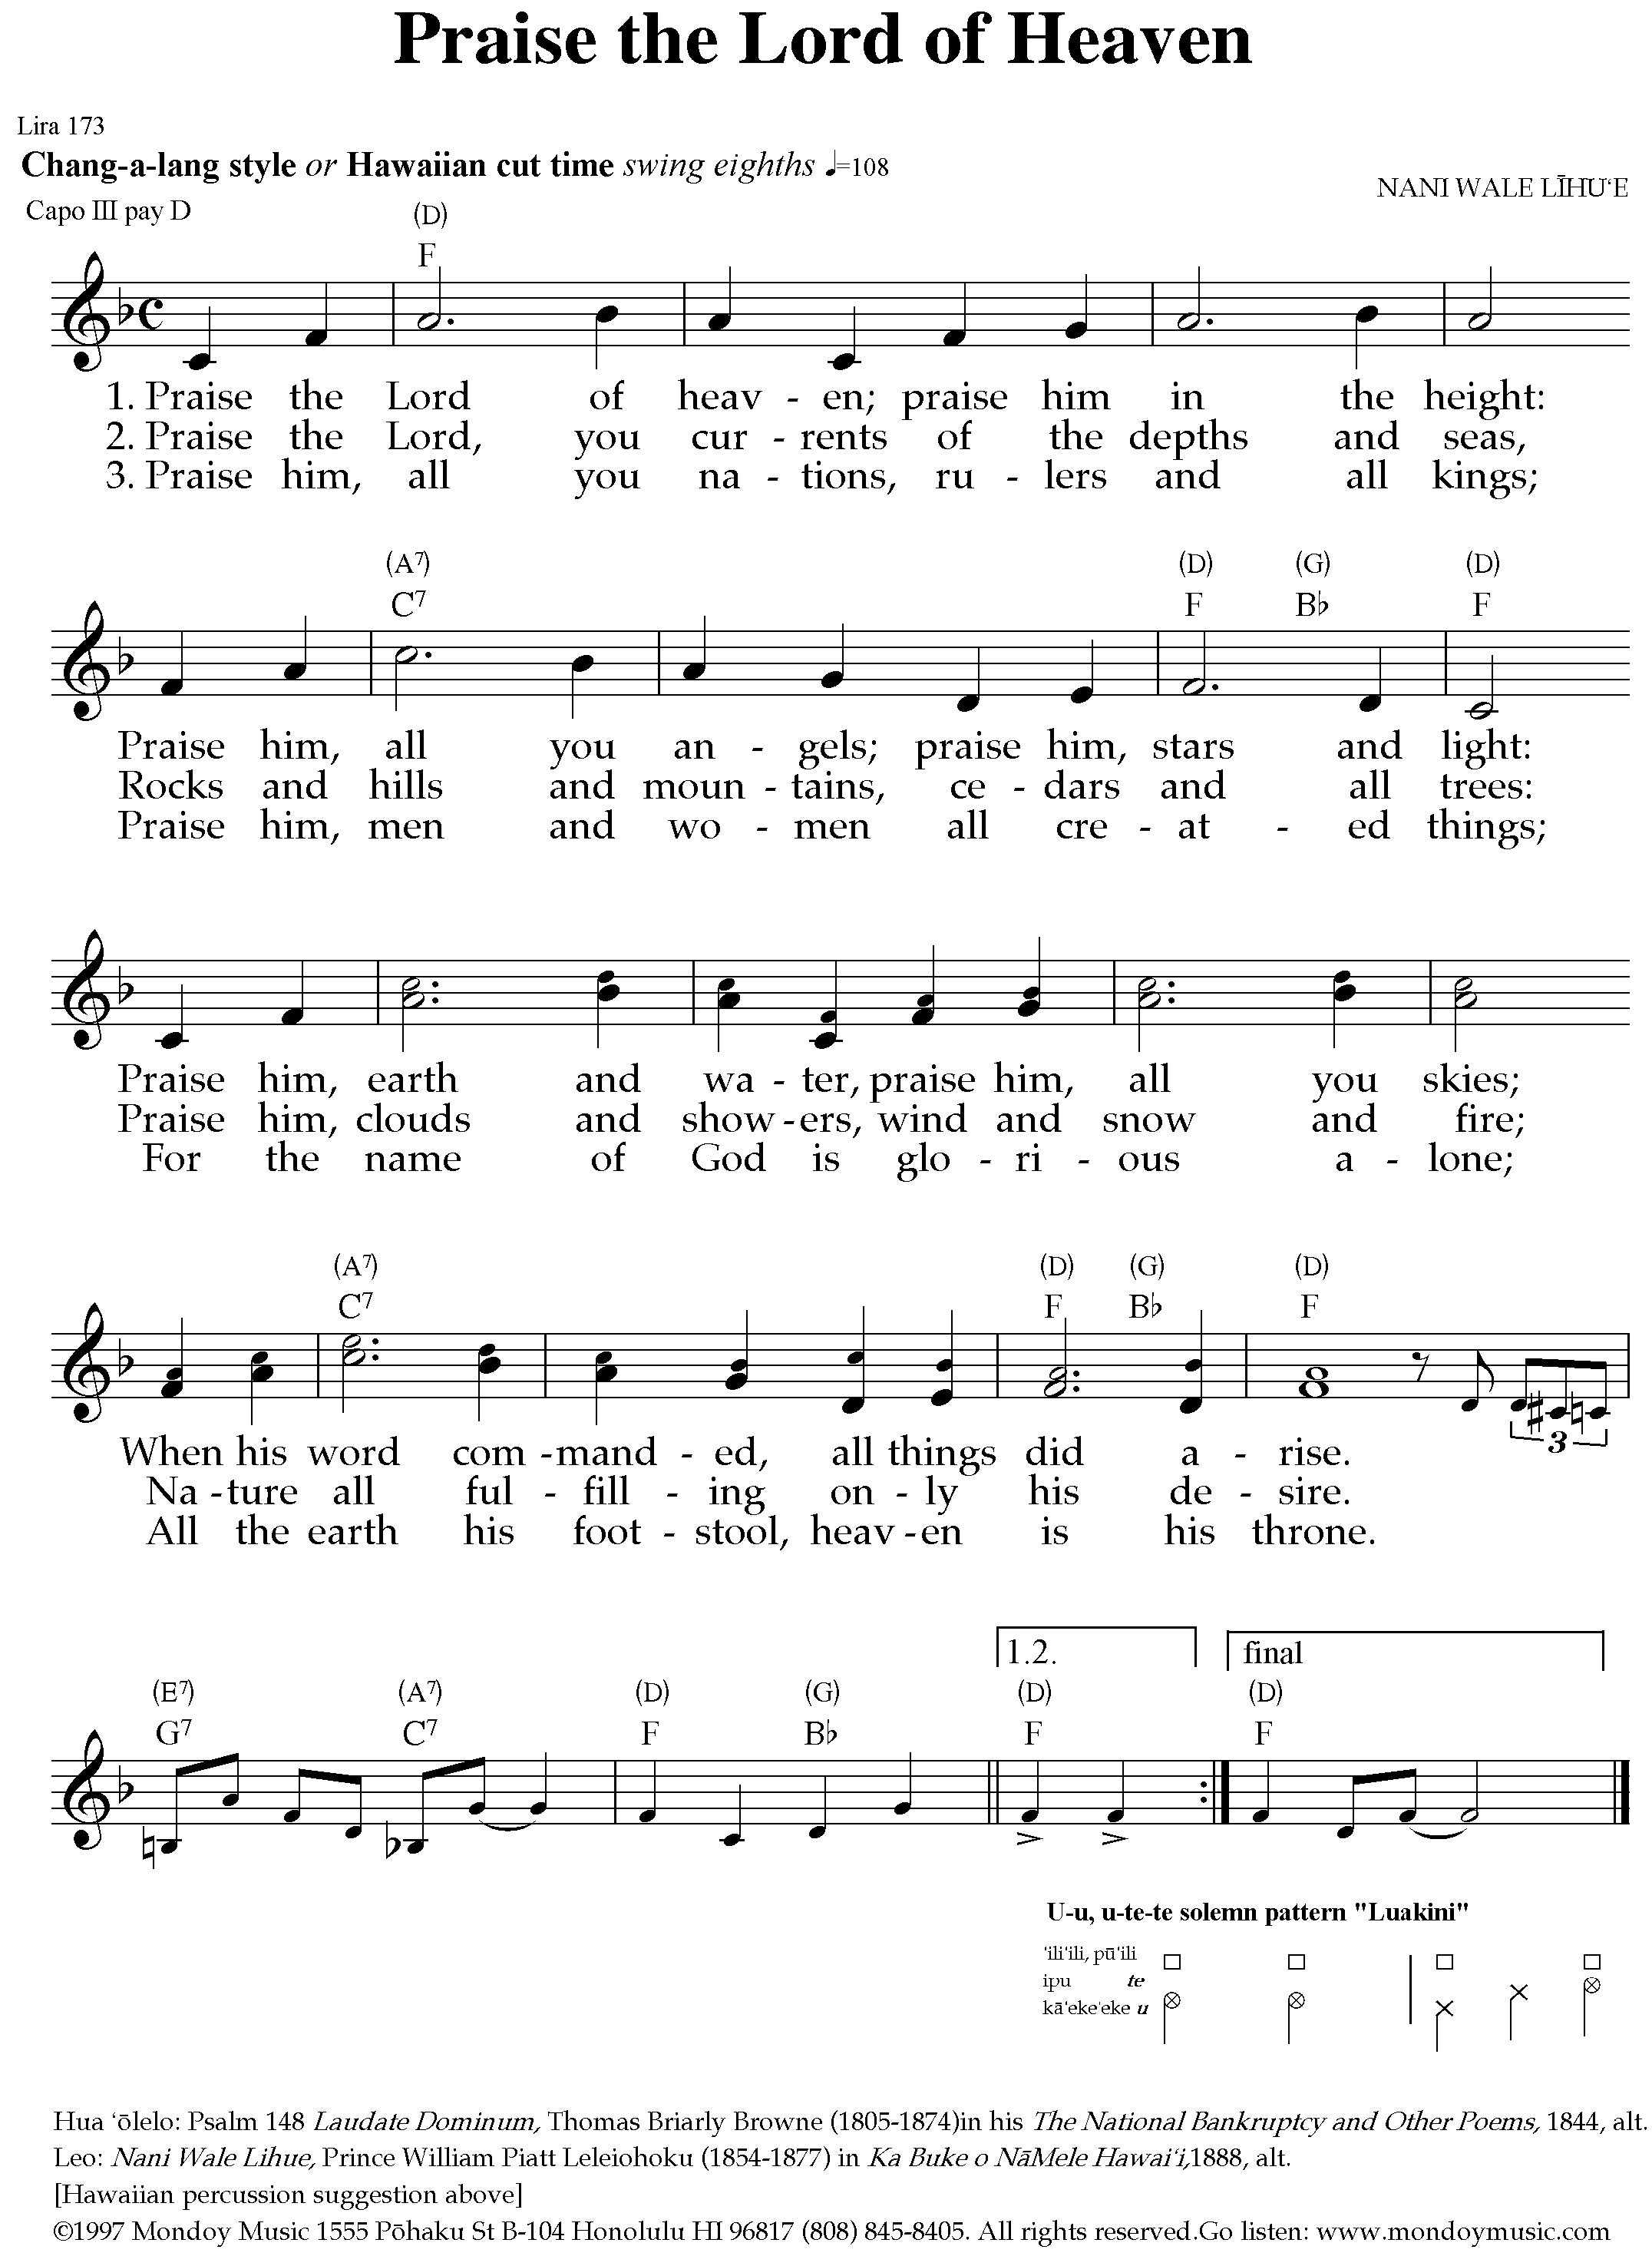 Praise the Lord of Heaven
Lira 173
Chang-a-lang style or Hawaiian cut time swing eighths ♩=108
NANI WALE LĪHUʻE
Capo III pay D
(D)
F
1. Praise the Lord of heav - en; praise him in the height:
2. Praise the Lord, you cur - rents of the depths and seas,
3. Praise him, all you na - tions, ru - lers and all kings;
(A7) (D) (G) (D)
C7 F B♭ F
Praise him, all you an - gels; praise him, stars and light:
Rocks and hills and moun - tains, ce - dars and all trees:
Praise him, men and wo - men all cre - at - ed things;
Praise him, earth and wa - ter, praise him, all you skies;
Praise him, clouds and show - ers, wind and snow and fire;
For the name of God is glo - ri - ous a - lone;
(A7) (D) (G) (D)
C7 F B♭ F
3
When his word com - mand - ed, all things did a - rise.
Na - ture all ful - fill - ing on - ly his de - sire.
All the earth his foot - stool, heav - en is his throne.
1.2. final
(E7) (A7) (D) (G) (D) (D)
G7 C7 F B♭ F F
U-u, u-te-te solemn pattern "Luakini"
'ili'ili, pū'ili
ipu te
kā'eke'eke u
Hua ʻōlelo: Psalm 148 Laudate Dominum, Thomas Briarly Browne (1805-1874)in his The National Bankruptcy and Other Poems, 1844, alt.
Leo: Nani Wale Lihue, Prince William Piatt Leleiohoku (1854-1877) in Ka Buke o NāMele Hawaiʻi,1888, alt.
[Hawaiian percussion suggestion above]
©1997 Mondoy Music 1555 Pōhaku St B-104 Honolulu HI 96817 (808) 845-8405. All rights reserved.Go listen: www.mondoymusic.com